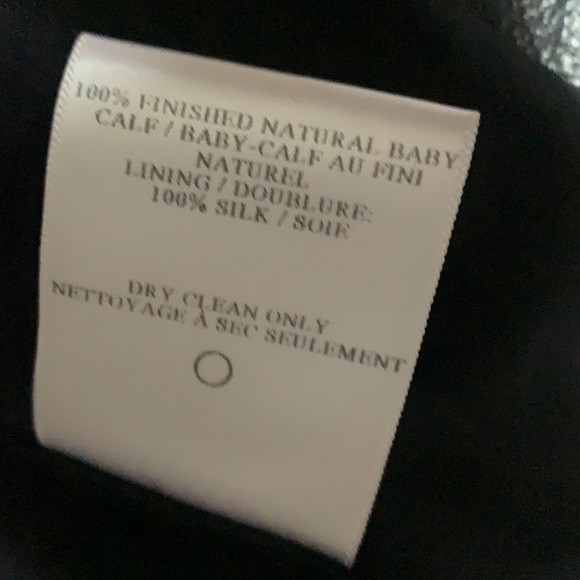 100% FINISHED NATURAL BABY
CALF / BABY-CALF AU FINI
NATUREL
LINING / DOUBLURE:
100% SILK / SOIE
DRY CLEAN ONLY
NETTOYAGE À SEC SEULEMENT